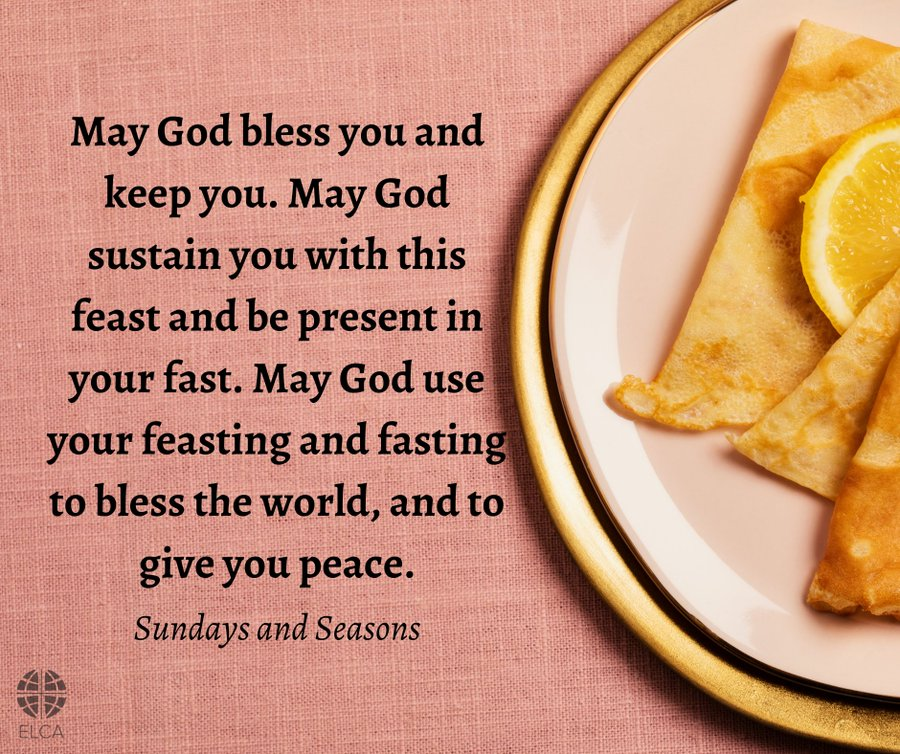 May God bless you and
keep you. May God
sustain you with this
feast and be present in
your fast. May God use
your feasting and fasting
to bless the world, and to
give you peace.
Sundays and Seasons
ELCA